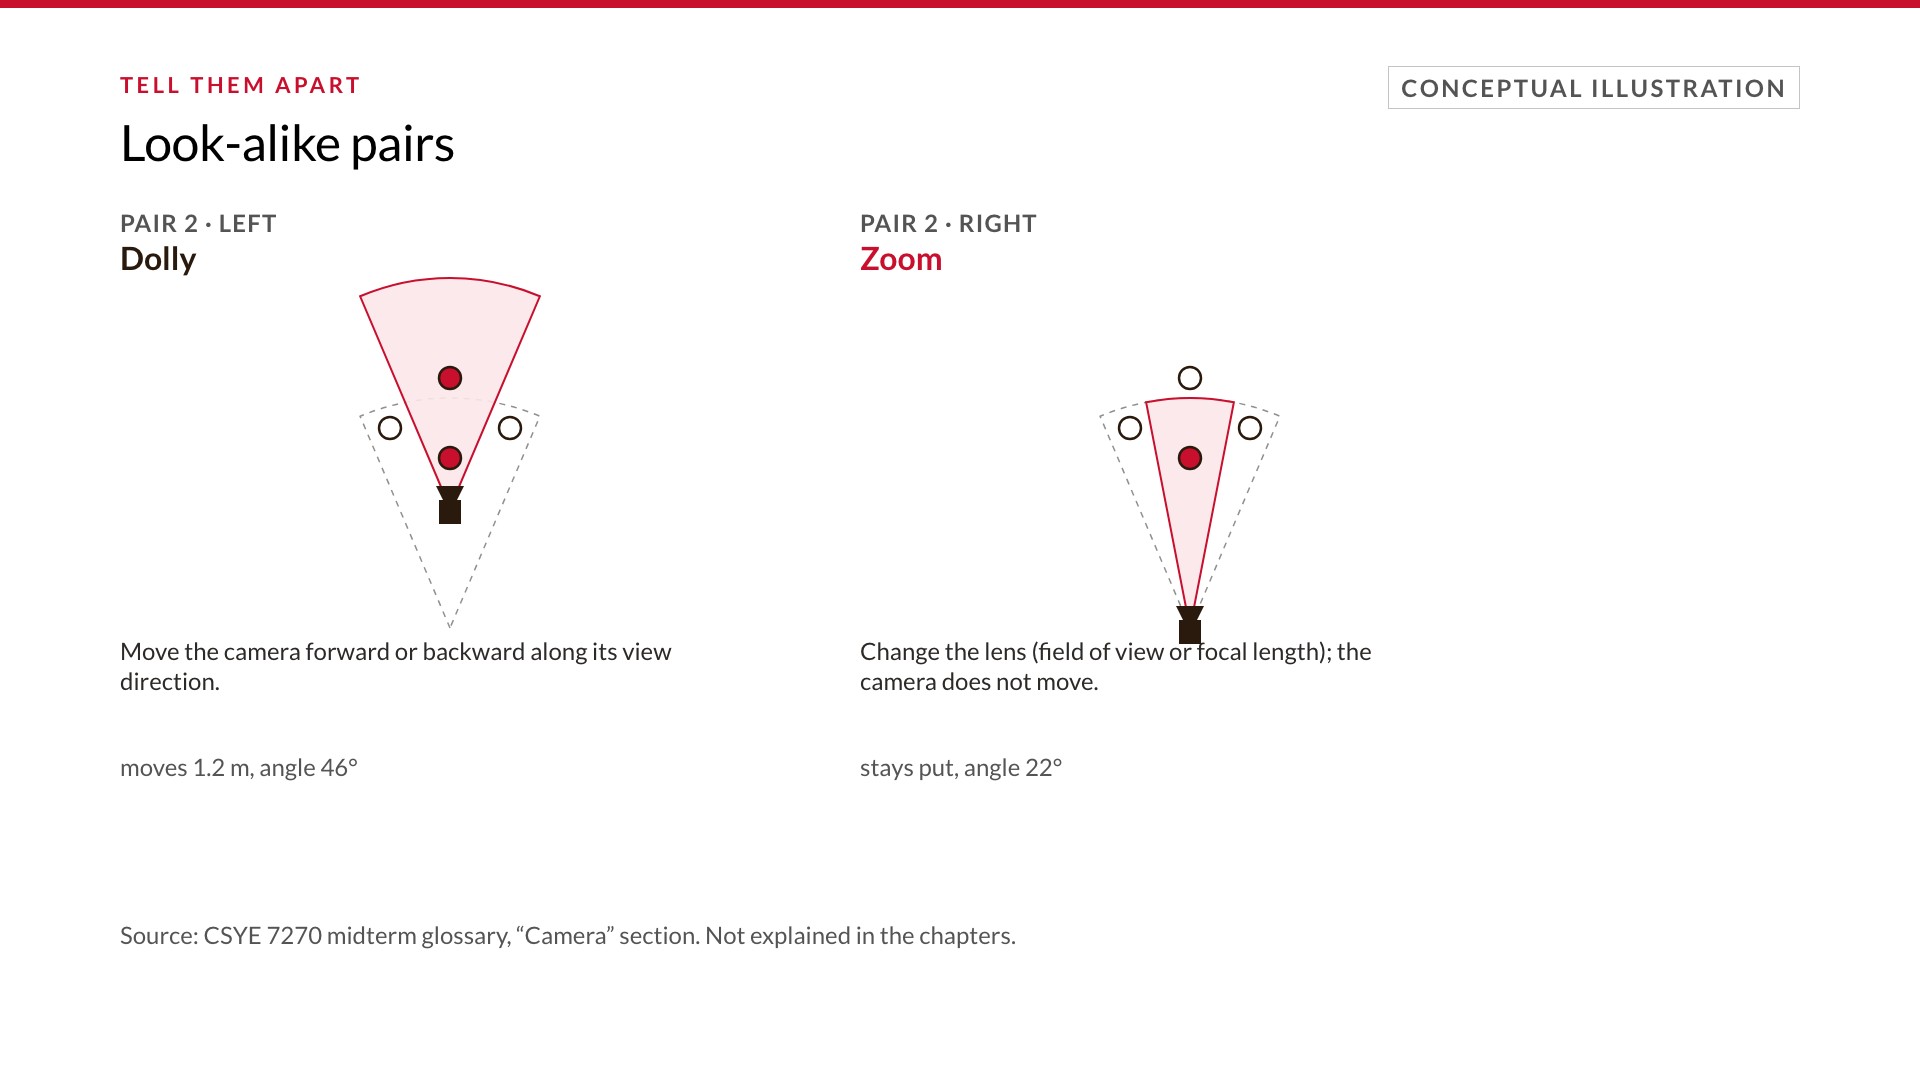 TELL THEM APART
CONCEPTUAL ILLUSTRATION
Look-alike pairs
PAIR 2 · LEFT
Dolly
PAIR 2 · RIGHT
Zoom
Move the camera forward or backward along its view
direction.
Change the lens (field of view or focal length); the
camera does not move.
moves 1.2 m, angle 46°
stays put, angle 22°
Source: CSYE 7270 midterm glossary, “Camera” section. Not explained in the chapters.